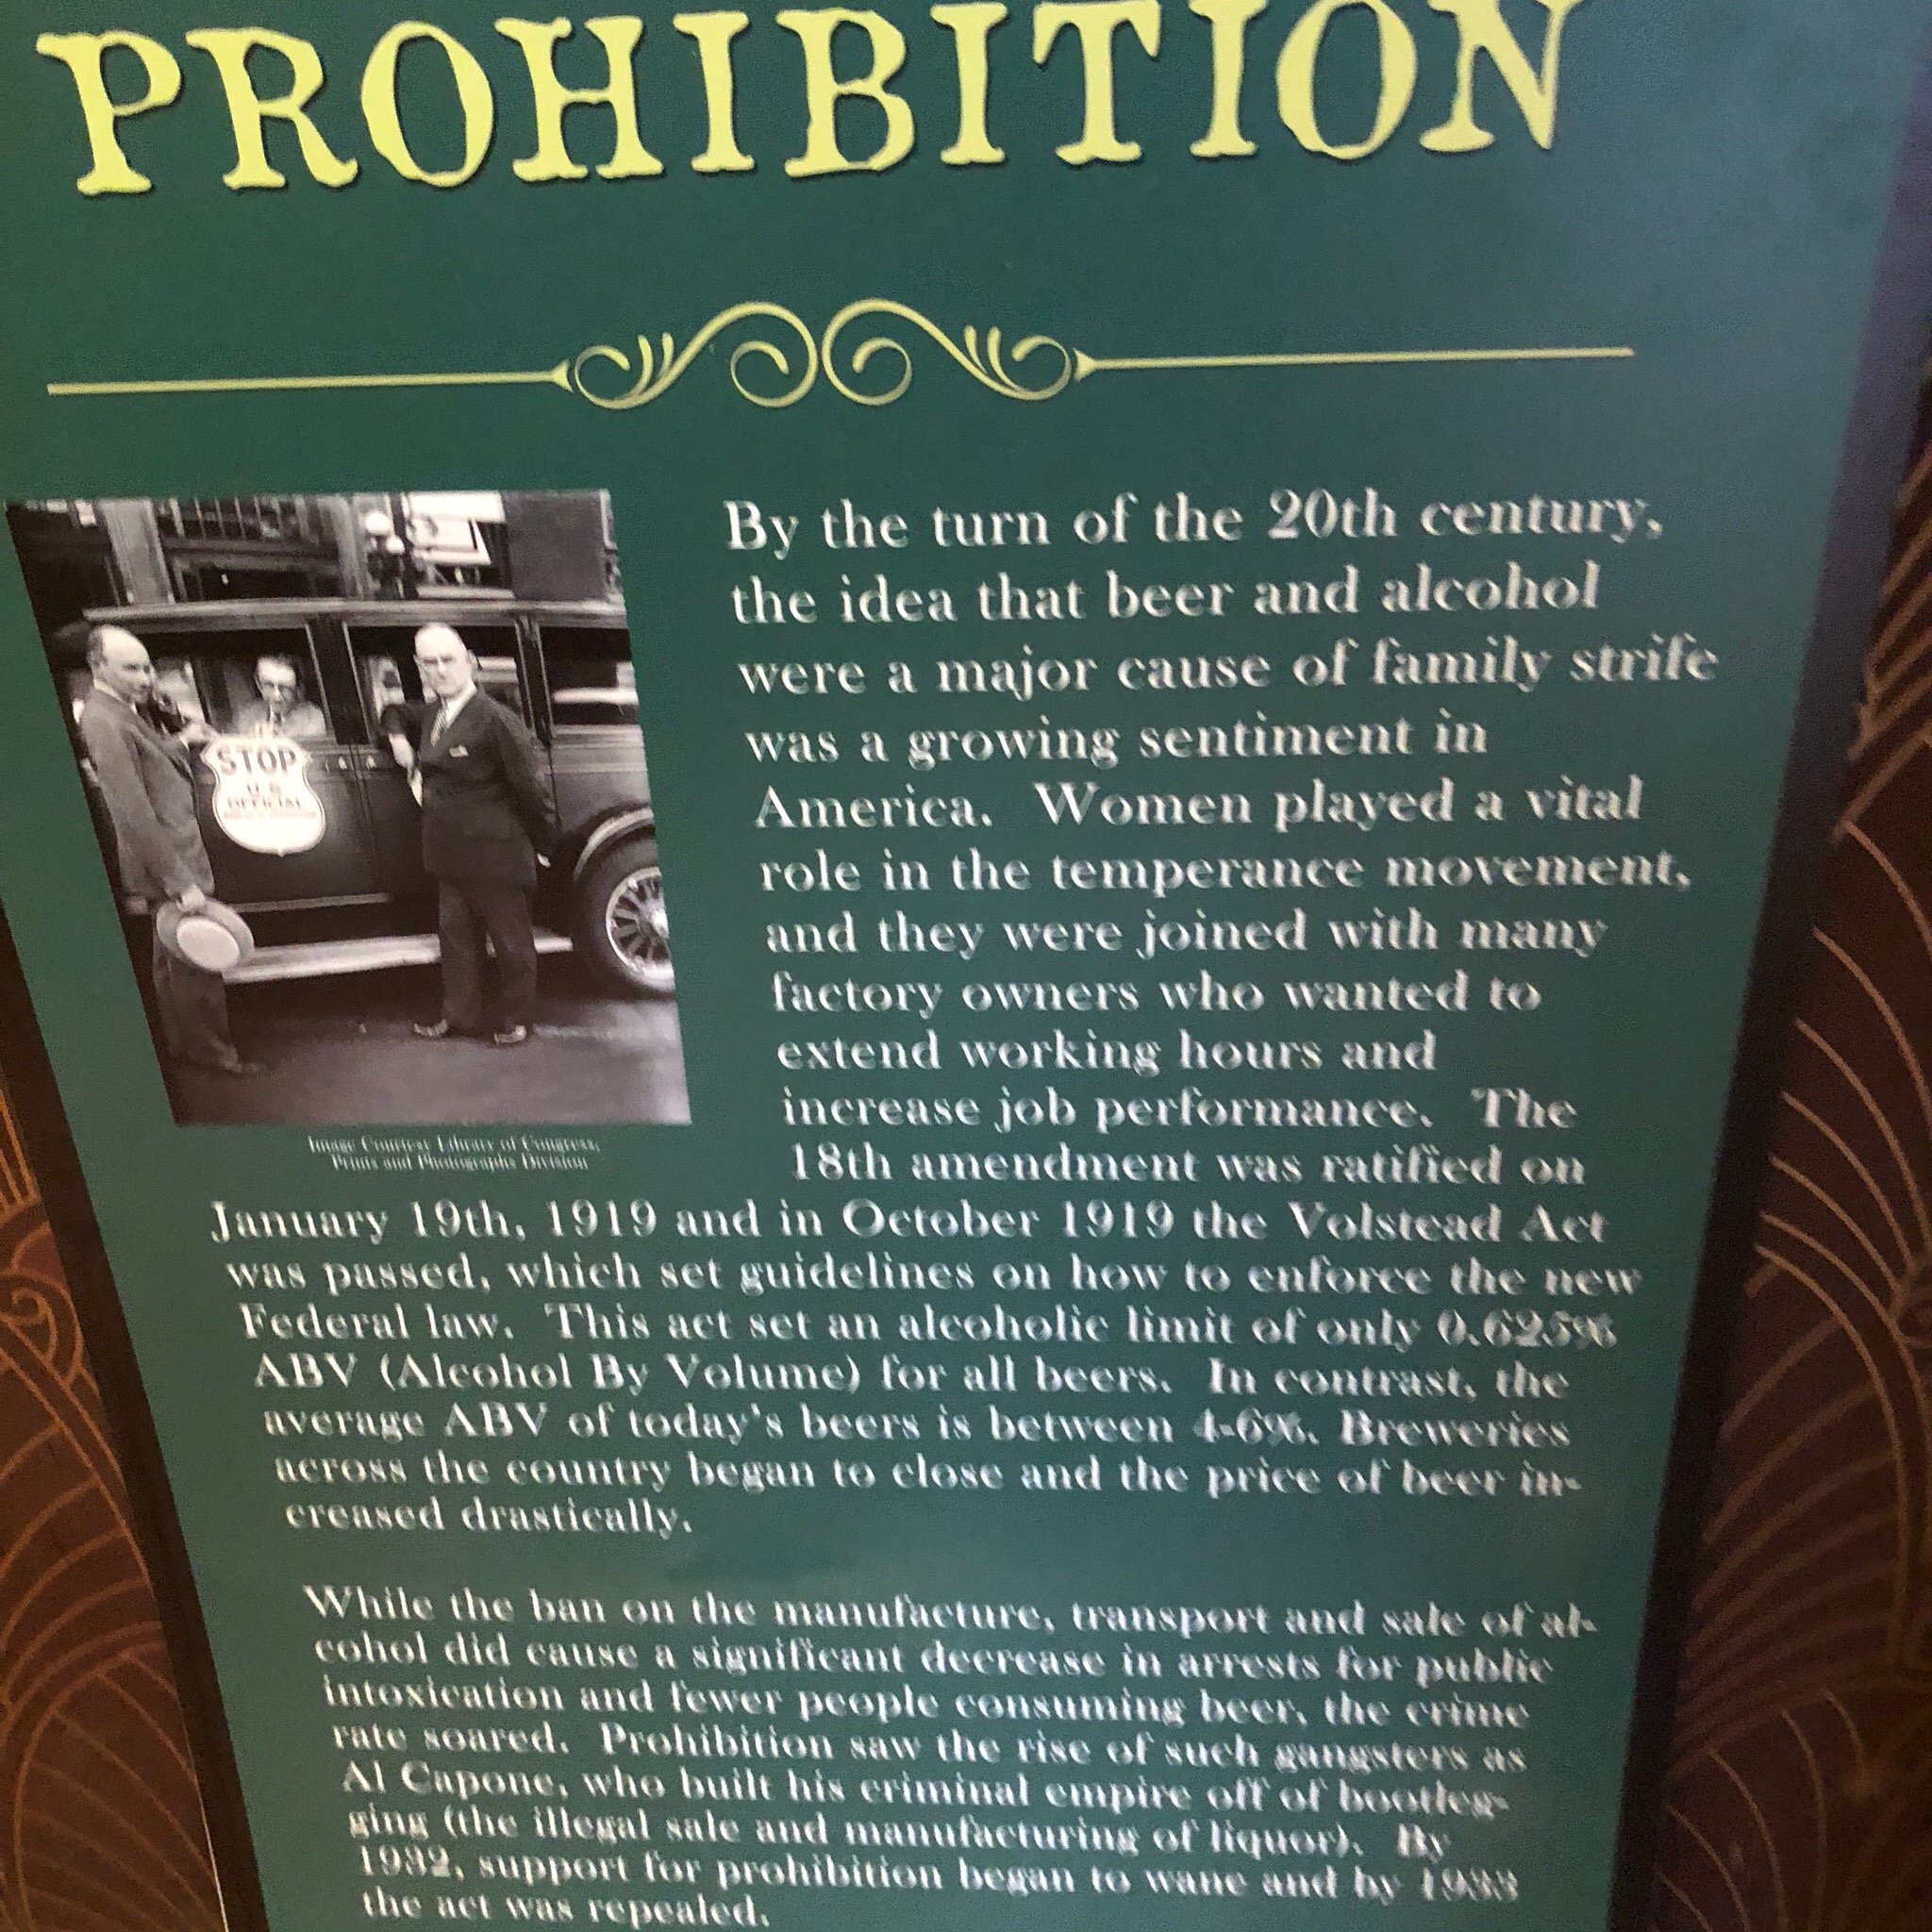 PROHIBITION
STOP
U.S.
OFFICIAL
Image Courtesy Library of Congress,
Prints and Photographs Division
By the turn of the 20th century,
the idea that beer and alcohol
were a major cause of family strife
was a growing sentiment in
America. Women played a vital
role in the temperance movement,
and they were joined with many
factory owners who wanted to
extend working hours and
increase job performance. The
18th amendment was ratified on
January 19th, 1919 and in October 1919 the Volstead Act
was passed, which set guidelines on how to enforce the new
Federal law. This act set an alcoholic limit of only 0.625%
ABV (Alcohol By Volume) for all beers. In contrast, the
average ABV of today's beers is between 4-6%. Breweries
across the country began to close and the price of beer in-
creased drastically.
While the ban on the manufacture, transport and sale of al-
cohol did cause a significant decrease in arrests for public
intoxication and fewer people consuming beer, the crime
rate soared. Prohibition saw the rise of such gangsters as
Al Capone, who built his criminal empire off of bootleg-
ging (the illegal sale and manufacturing of liquor). By
1932, support for prohibition began to wane and by 1933
the act was repealed.